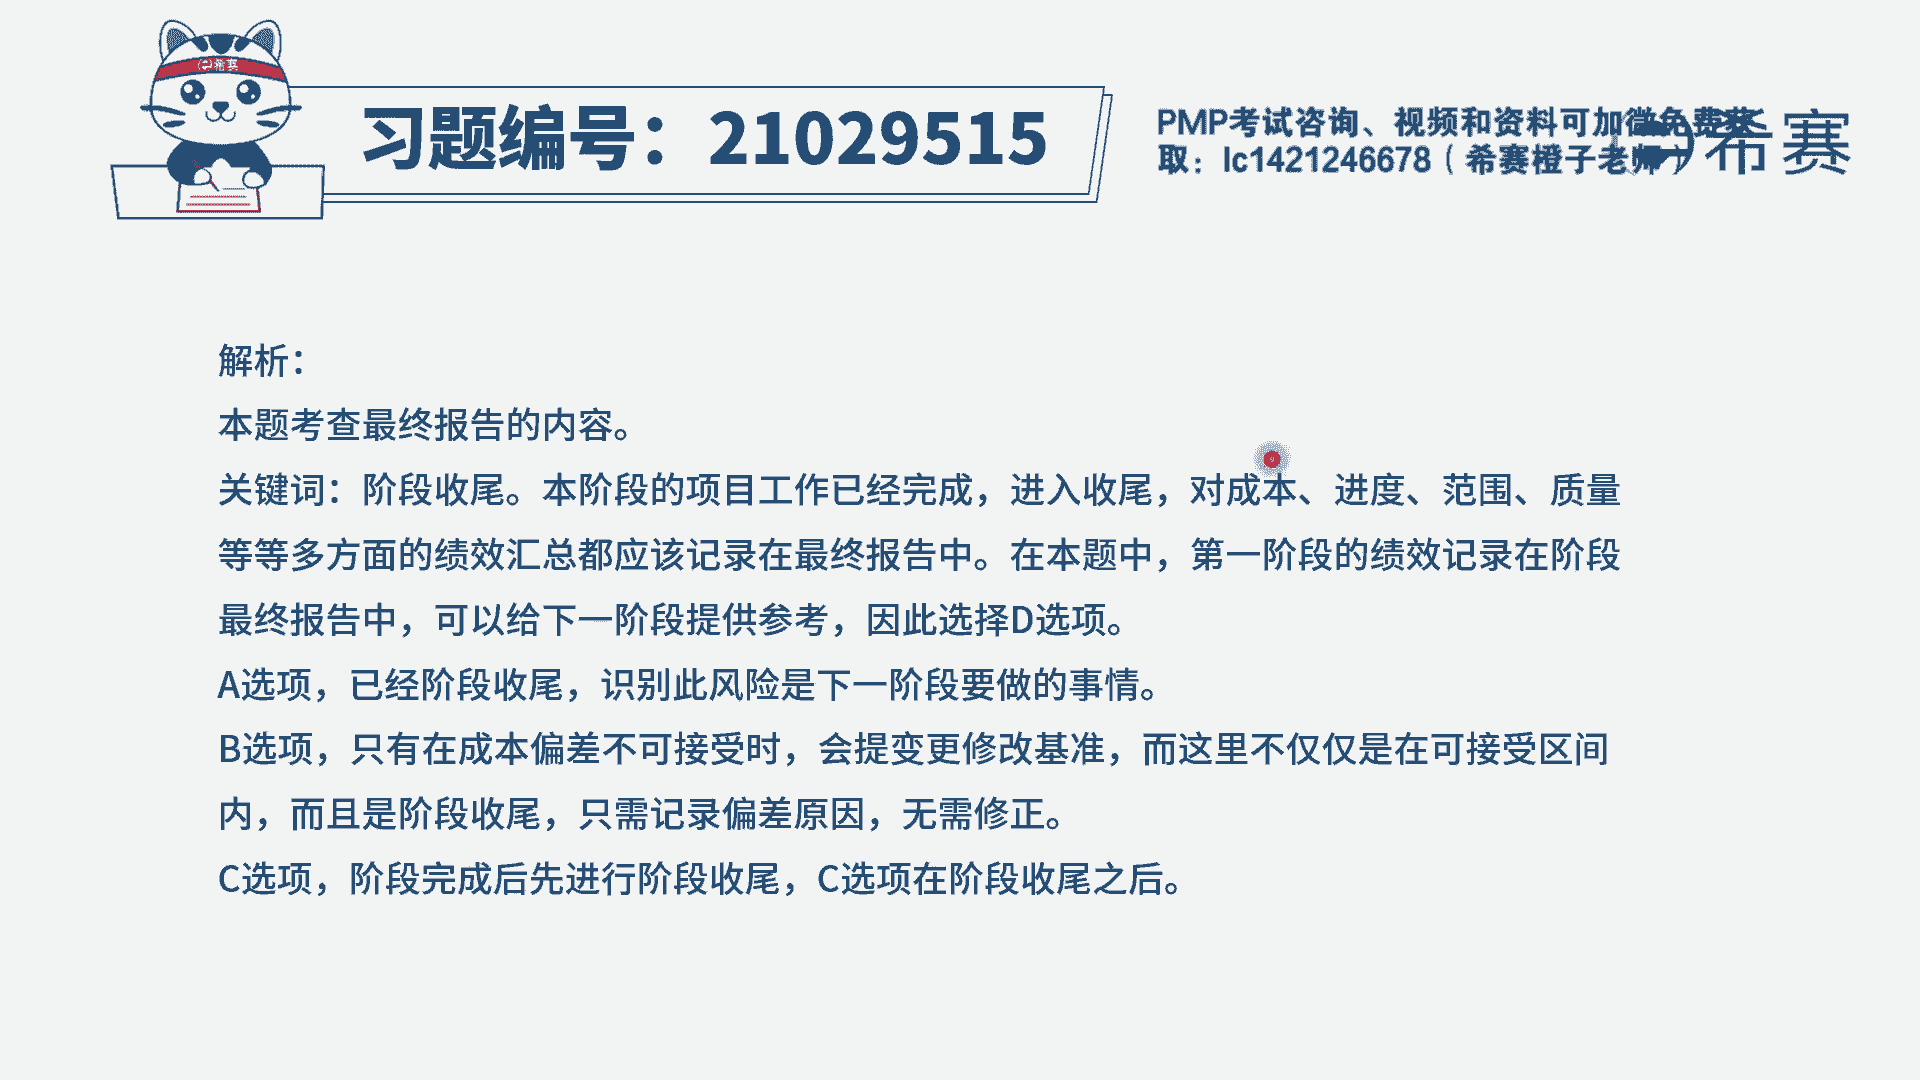 希赛
习题编号：21029515
PMP考试咨询、视频和资料可加微免费获
取：lc1421246678（希赛橙子老师）
希赛
解析：
本题考查最终报告的内容。
关键词：阶段收尾。本阶段的项目工作已经完成，进入收尾，对成本、进度、范围、质量
等等多方面的绩效汇总都应该记录在最终报告中。在本题中，第一阶段的绩效记录在阶段
最终报告中，可以给下一阶段提供参考，因此选择D选项。
A选项，已经阶段收尾，识别此风险是下一阶段要做的事情。
B选项，只有在成本偏差不可接受时，会提变更修改基准，而这里不仅仅是在可接受区间
内，而且是阶段收尾，只需记录偏差原因，无需修正。
C选项，阶段完成后先进行阶段收尾，C选项在阶段收尾之后。